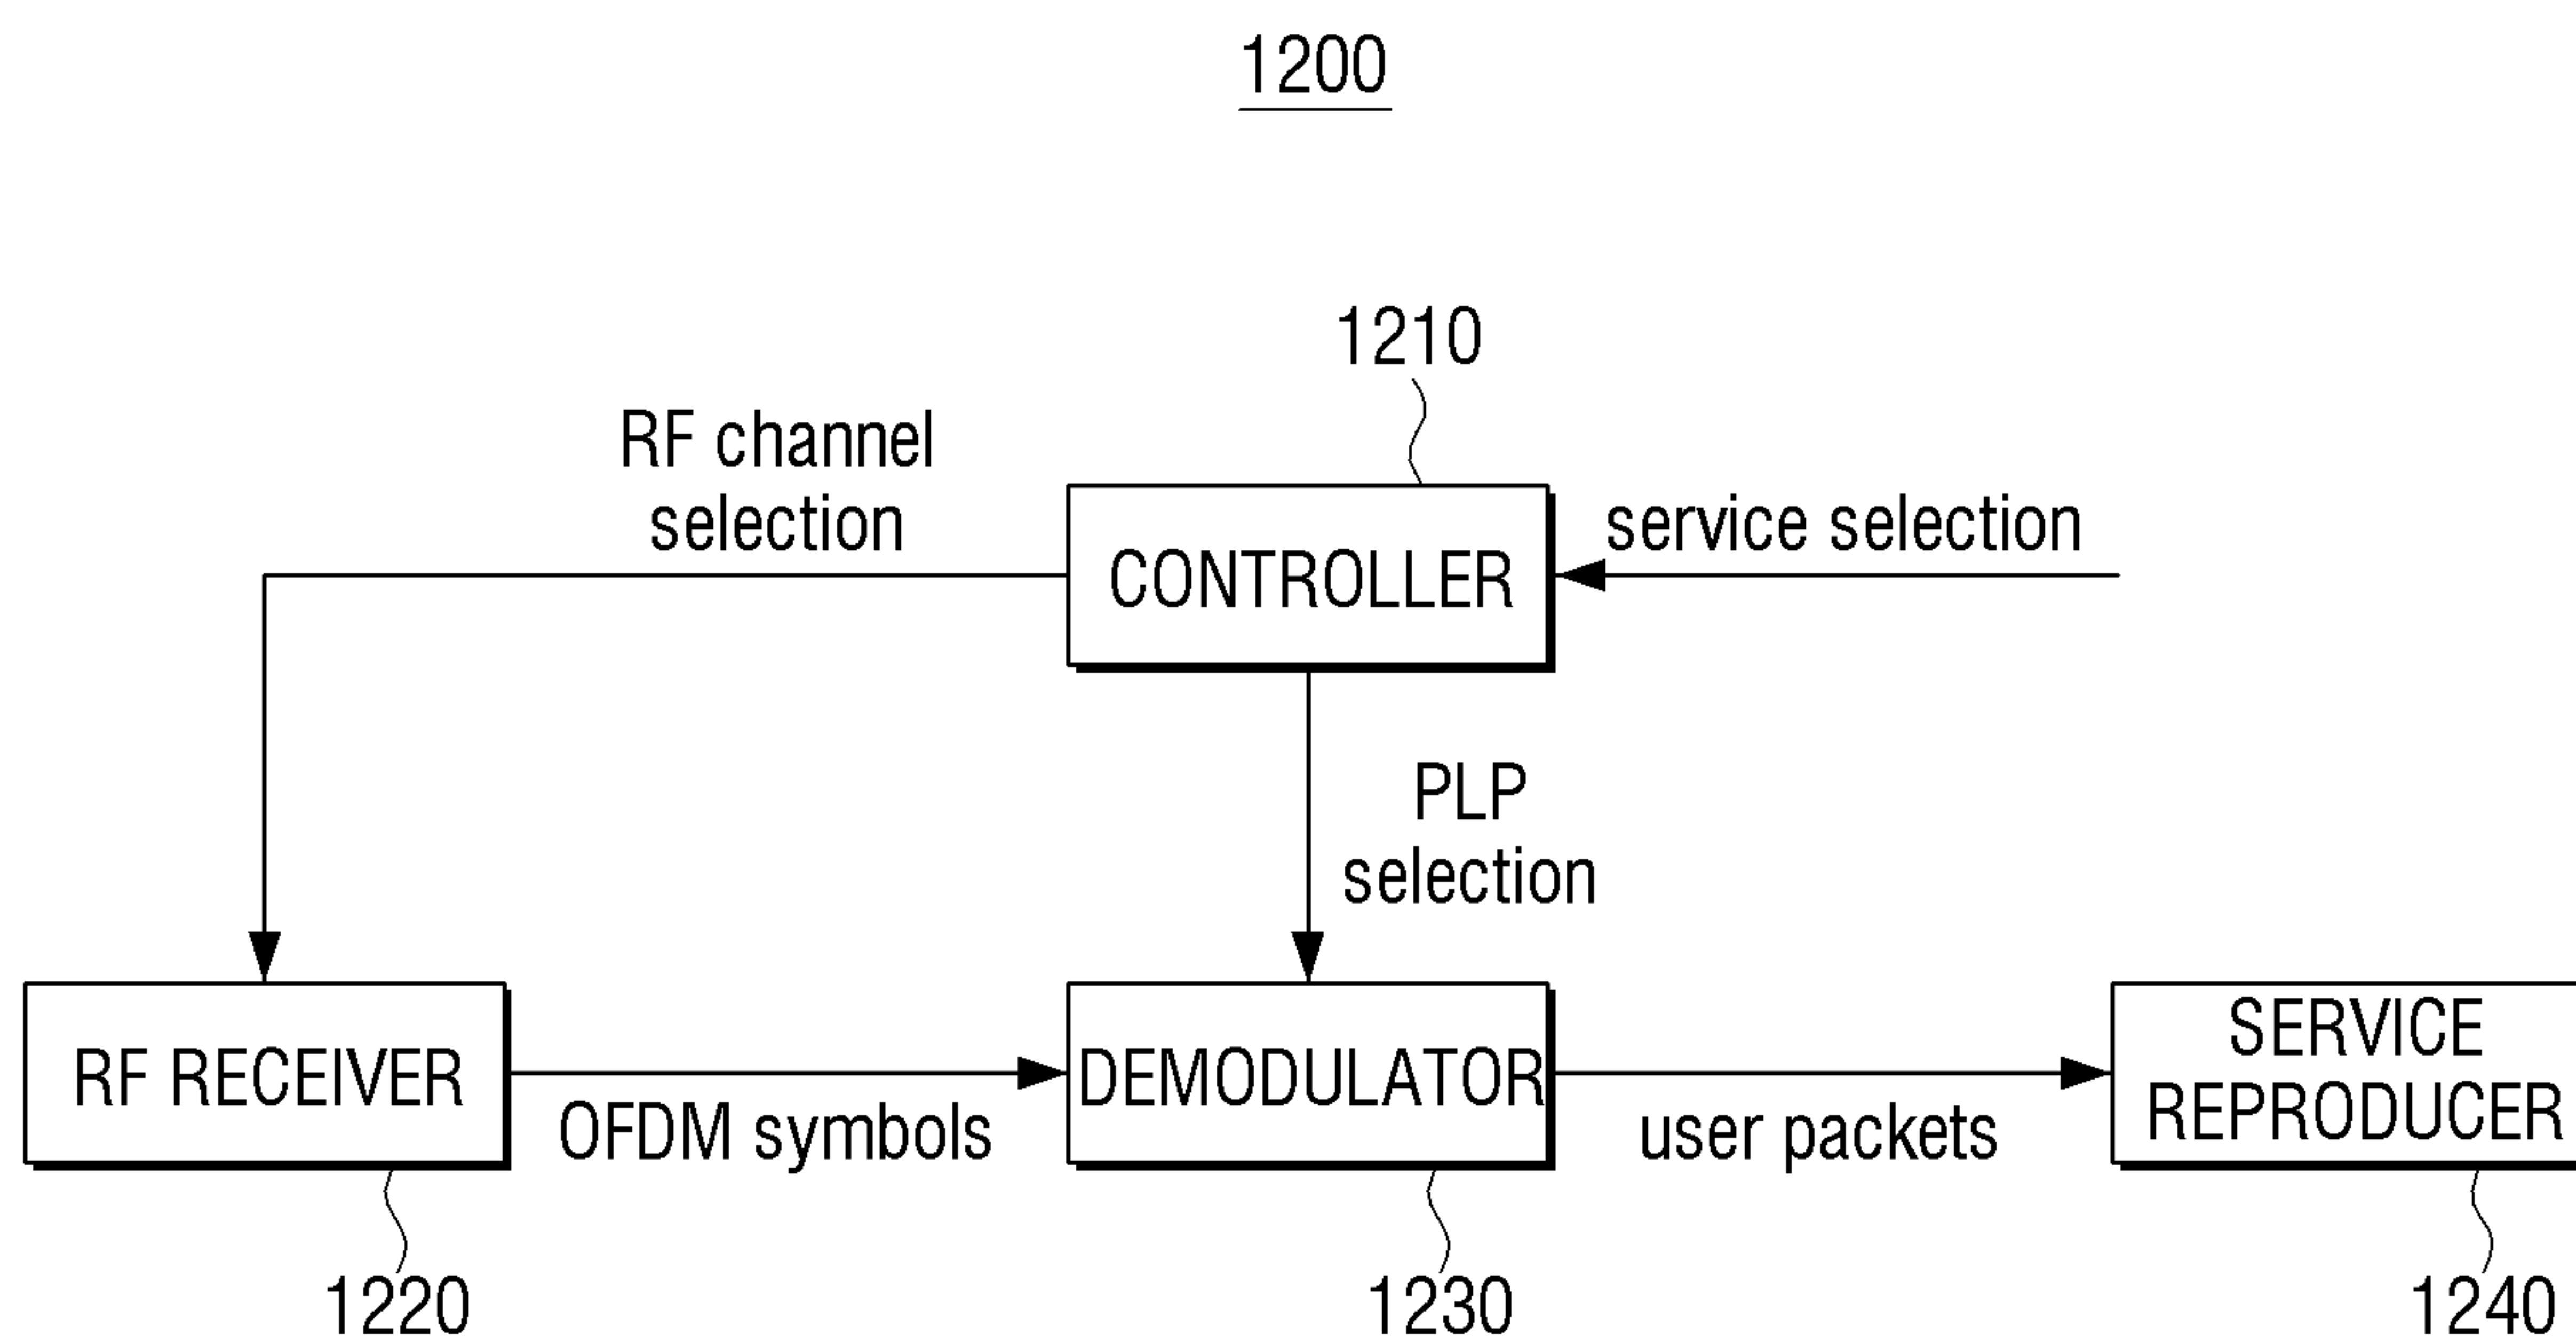 1200
1210
RF channel
selection
service selection
CONTROLLER
PLP
selection
RF RECEIVER
OFDM symbols
DEMODULATOR
user packets
SERVICE
REPRODUCER
1220
1230
1240